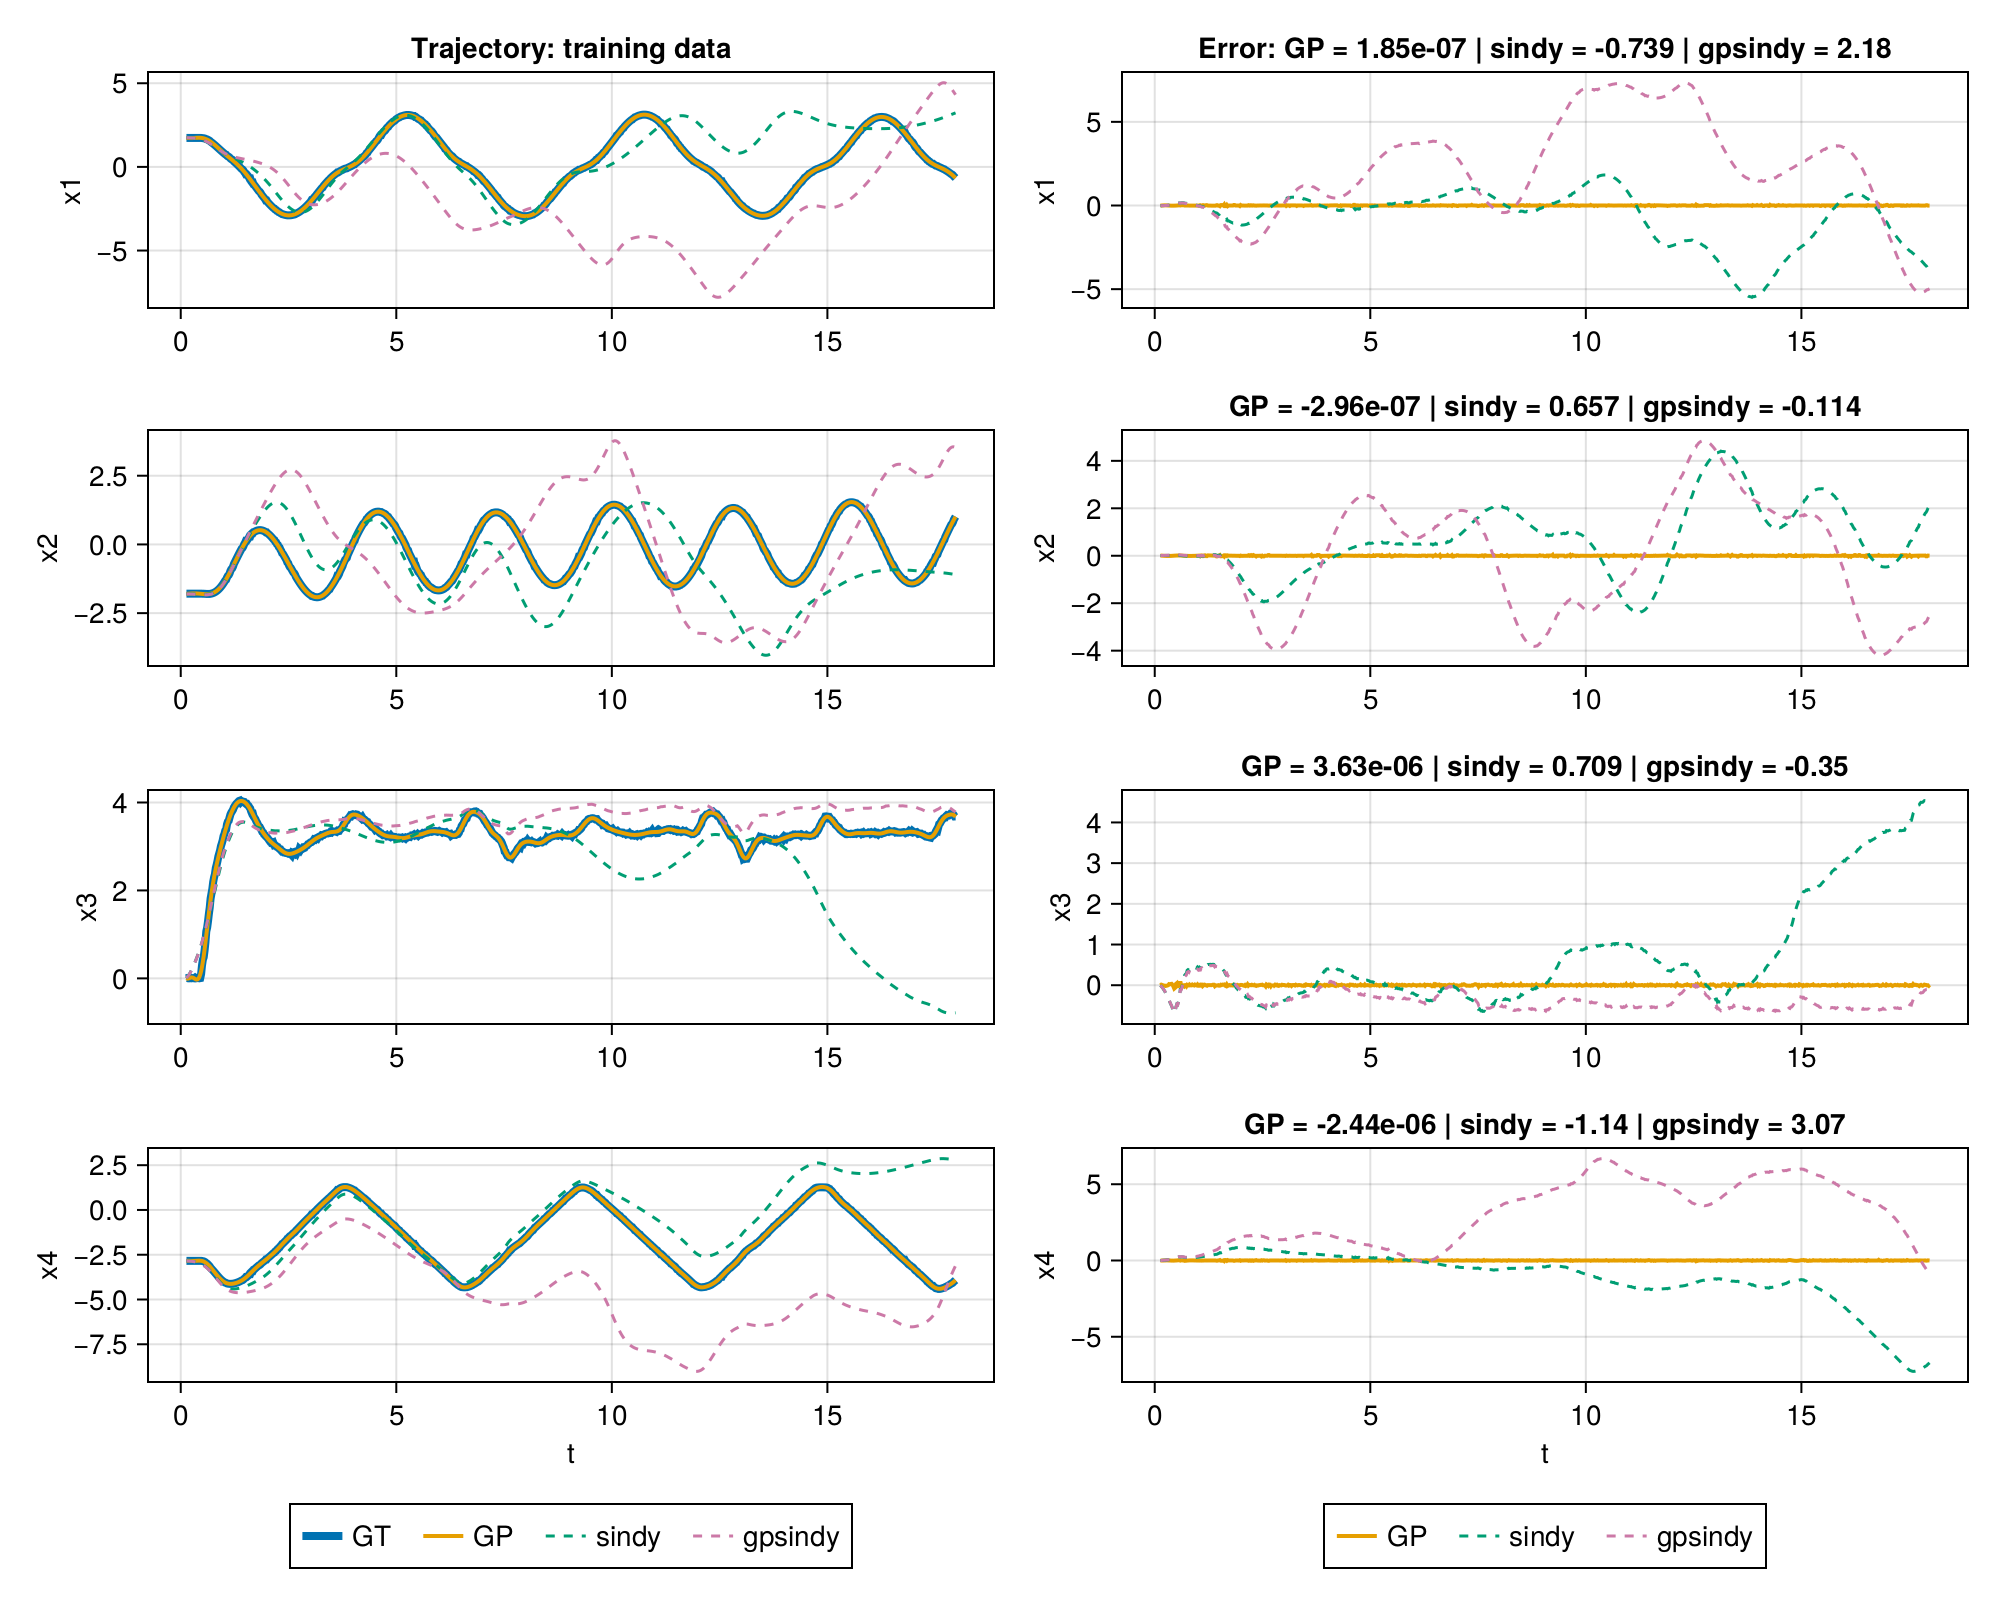 Trajectory: training data
5
0
−5
x1
0 5 10 15
Error: GP = 1.85e-07 | sindy = -0.739 | gpsindy = 2.18
5
0
−5
x1
0 5 10 15
2.5
0.0
−2.5
x2
0 5 10 15
GP = -2.96e-07 | sindy = 0.657 | gpsindy = -0.114
4
2
0
−2
−4
x2
0 5 10 15
4
2
0
x3
0 5 10 15
GP = 3.63e-06 | sindy = 0.709 | gpsindy = -0.35
4
3
2
1
0
x3
0 5 10 15
2.5
0.0
−2.5
−5.0
−7.5
x4
0 5 10 15
t
GP = -2.44e-06 | sindy = -1.14 | gpsindy = 3.07
5
0
−5
x4
0 5 10 15
t
GT GP sindy gpsindy
GP sindy gpsindy